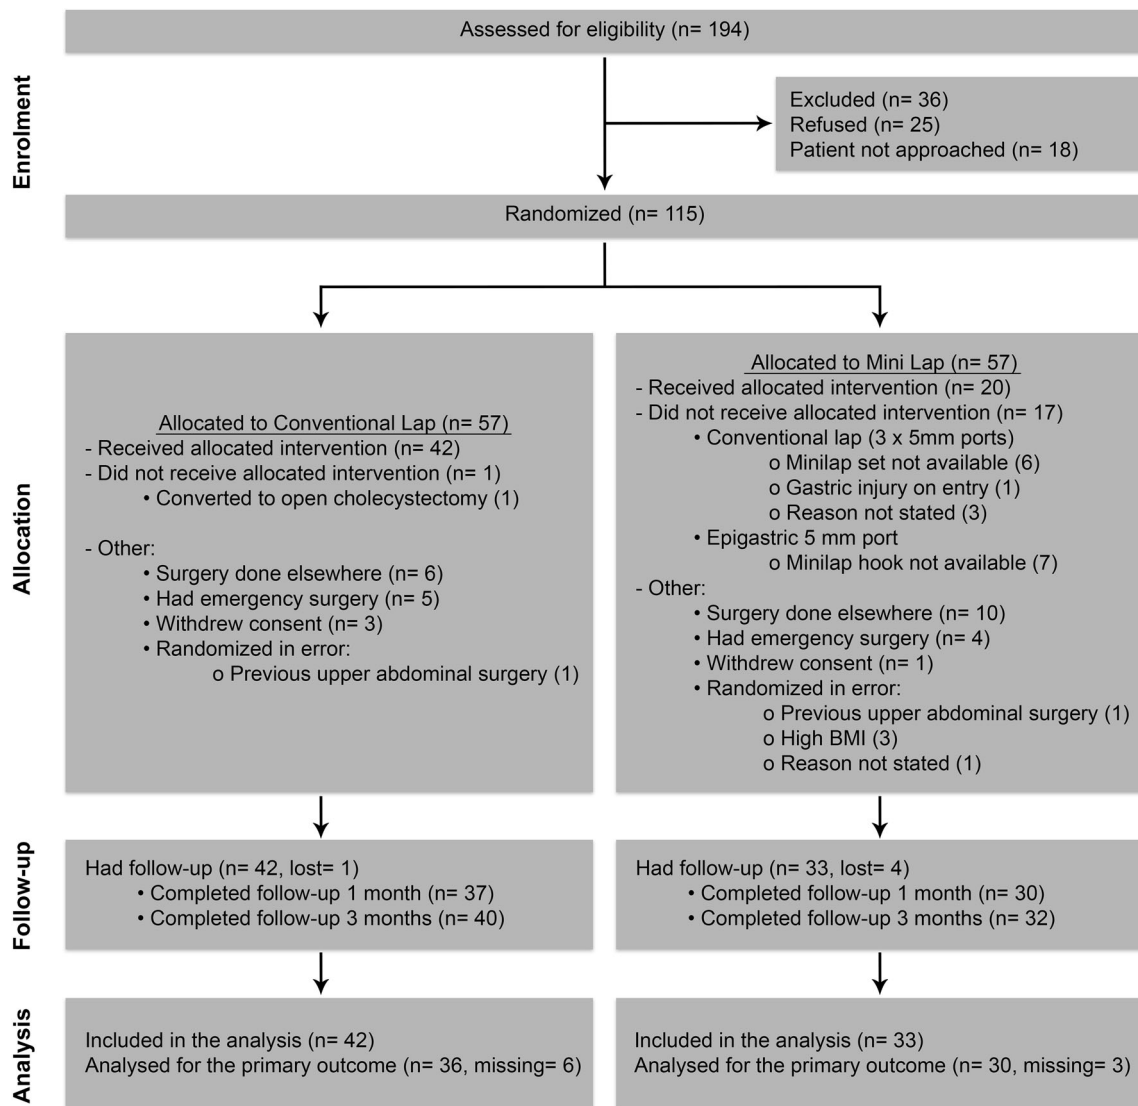 Enrolment
Assessed for eligibility (n= 194)
Excluded (n= 36)
Refused (n= 25)
Patient not approached (n= 18)
Randomized (n= 115)
Allocation
Allocated to Conventional Lap (n= 57)
- Received allocated intervention (n= 42)
- Did not receive allocated intervention (n= 1)
• Converted to open cholecystectomy (1)
- Other:
• Surgery done elsewhere (n= 6)
• Had emergency surgery (n= 5)
• Withdrew consent (n= 3)
• Randomized in error:
o Previous upper abdominal surgery (1)
Allocated to Mini Lap (n= 57)
- Received allocated intervention (n= 20)
- Did not receive allocated intervention (n= 17)
• Conventional lap (3 x 5mm ports)
o Minilap set not available (6)
o Gastric injury on entry (1)
o Reason not stated (3)
• Epigastric 5 mm port
o Minilap hook not available (7)
- Other:
• Surgery done elsewhere (n= 10)
• Had emergency surgery (n= 4)
• Withdrew consent (n= 1)
• Randomized in error:
o Previous upper abdominal surgery (1)
o High BMI (3)
o Reason not stated (1)
Follow-up
Had follow-up (n= 42, lost= 1)
• Completed follow-up 1 month (n= 37)
• Completed follow-up 3 months (n= 40)
Had follow-up (n= 33, lost= 4)
• Completed follow-up 1 month (n= 30)
• Completed follow-up 3 months (n= 32)
Analysis
Included in the analysis (n= 42)
Analysed for the primary outcome (n= 36, missing= 6)
Included in the analysis (n= 33)
Analysed for the primary outcome (n= 30, missing= 3)